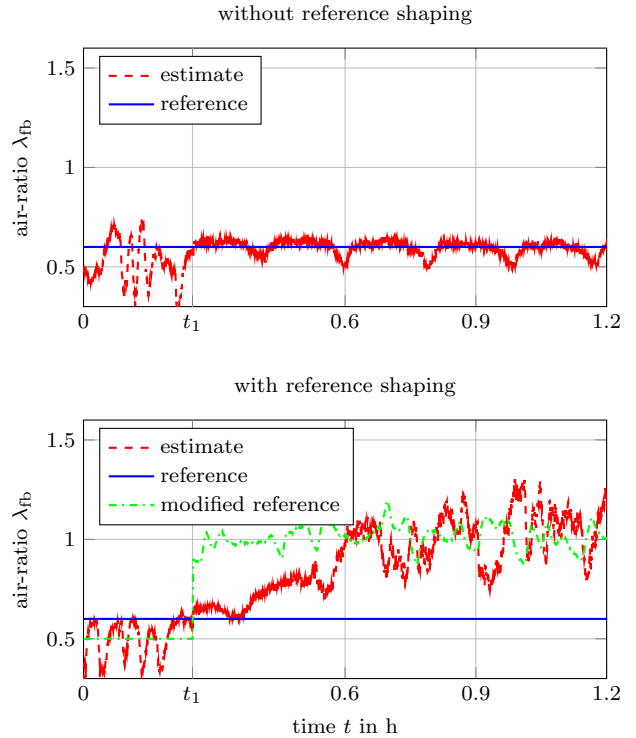 without reference shaping
1.5
1
0.5
air-ratio λfb
estimate
reference
0 t1 0.6 0.9 1.2
with reference shaping
1.5
1
0.5
air-ratio λfb
estimate
reference
modified reference
0 t1 0.6 0.9 1.2
time t in h